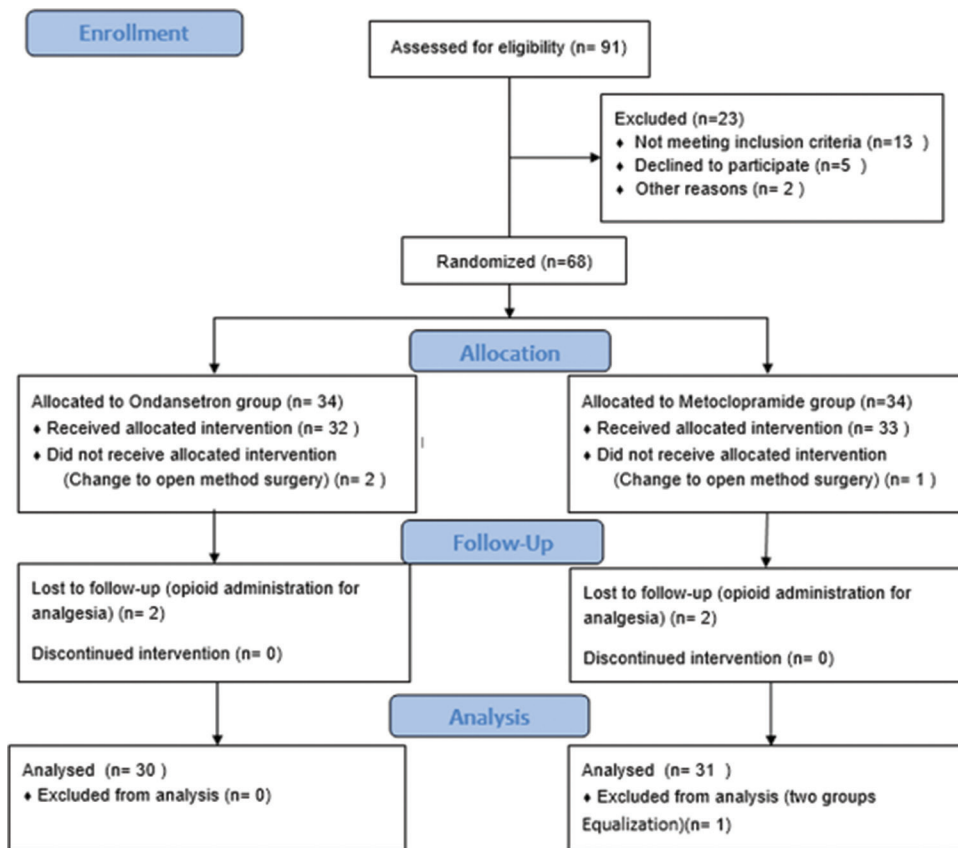 Enrollment
Assessed for eligibility (n= 91)
Excluded (n=23)
♦ Not meeting inclusion criteria (n=13 )
♦ Declined to participate (n=5 )
♦ Other reasons (n= 2 )
Randomized (n=68)
Allocation
Allocated to Ondansetron group (n= 34)
♦ Received allocated intervention (n= 32 )
♦ Did not receive allocated intervention
(Change to open method surgery) (n= 2 )
Allocated to Metoclopramide group (n=34)
♦ Received allocated intervention (n= 33 )
♦ Did not receive allocated intervention
(Change to open method surgery) (n= 1 )
Follow-Up
Lost to follow-up (opioid administration for
analgesia) (n= 2)
Discontinued intervention (n= 0)
Lost to follow-up (opioid administration for
analgesia) (n= 2)
Discontinued intervention (n= 0)
Analysis
Analysed (n= 30 )
♦ Excluded from analysis (n= 0)
Analysed (n= 31 )
♦ Excluded from analysis (two groups
Equalization)(n= 1)